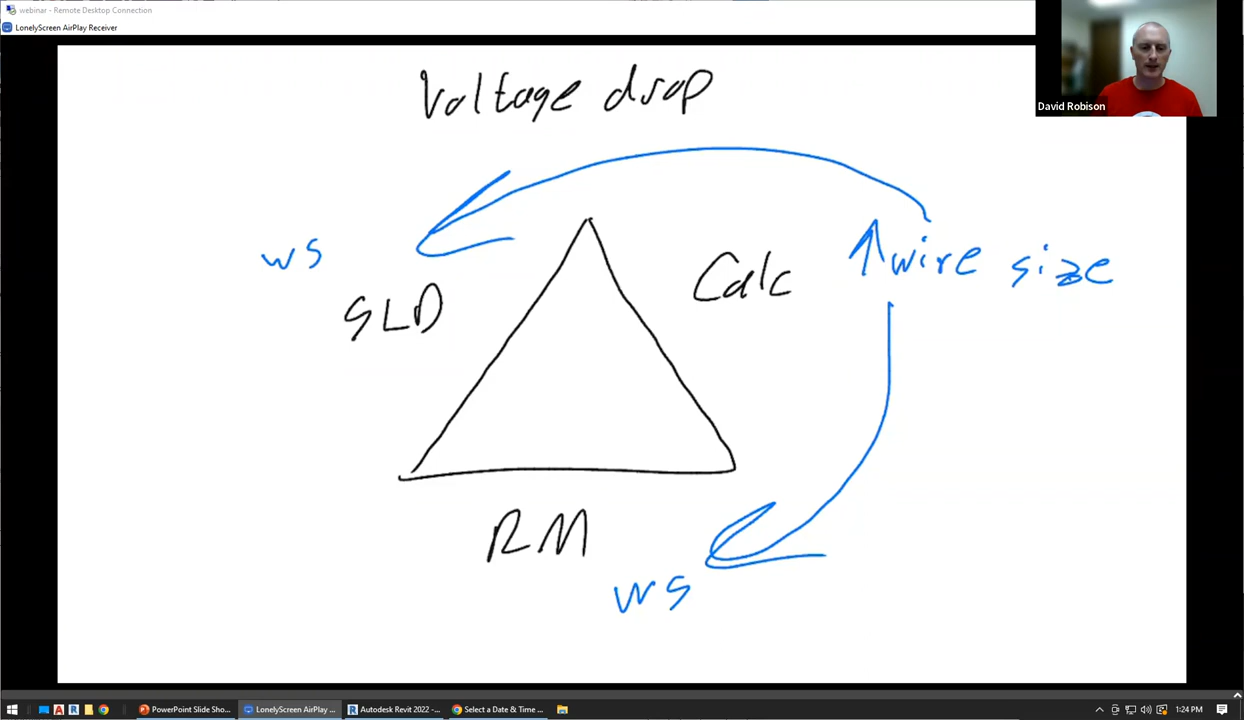 webinar - Remote Desktop Connection
LonelyScreen AirPlay Receiver
David Robison
Voltage drop
ws
SLD
Calc
↑wire size
RM
ws
PowerPoint Slide Sho...
LonelyScreen AirPlay ...
Autodesk Revit 2022 -...
Select a Date & Time ...
1:24 PM